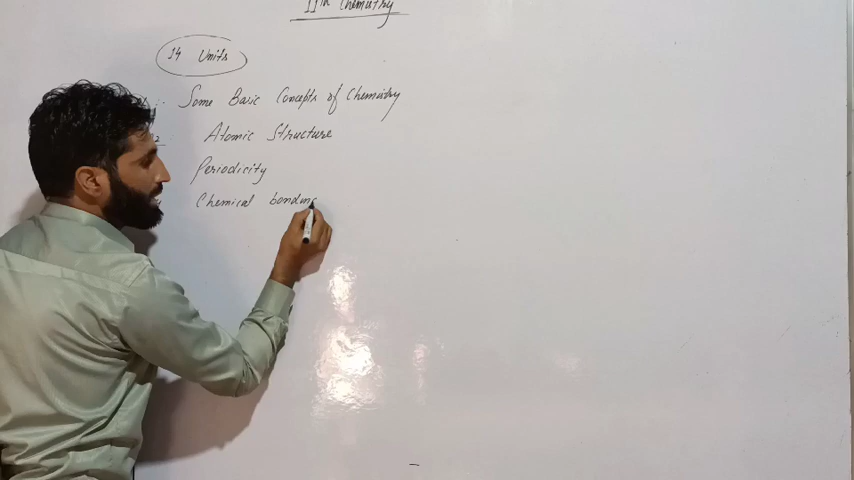 11th Chemistry
14 Units
1- Some Basic Concepts of Chemistry
2- Atomic Structure
Periodicity
Chemical bonding